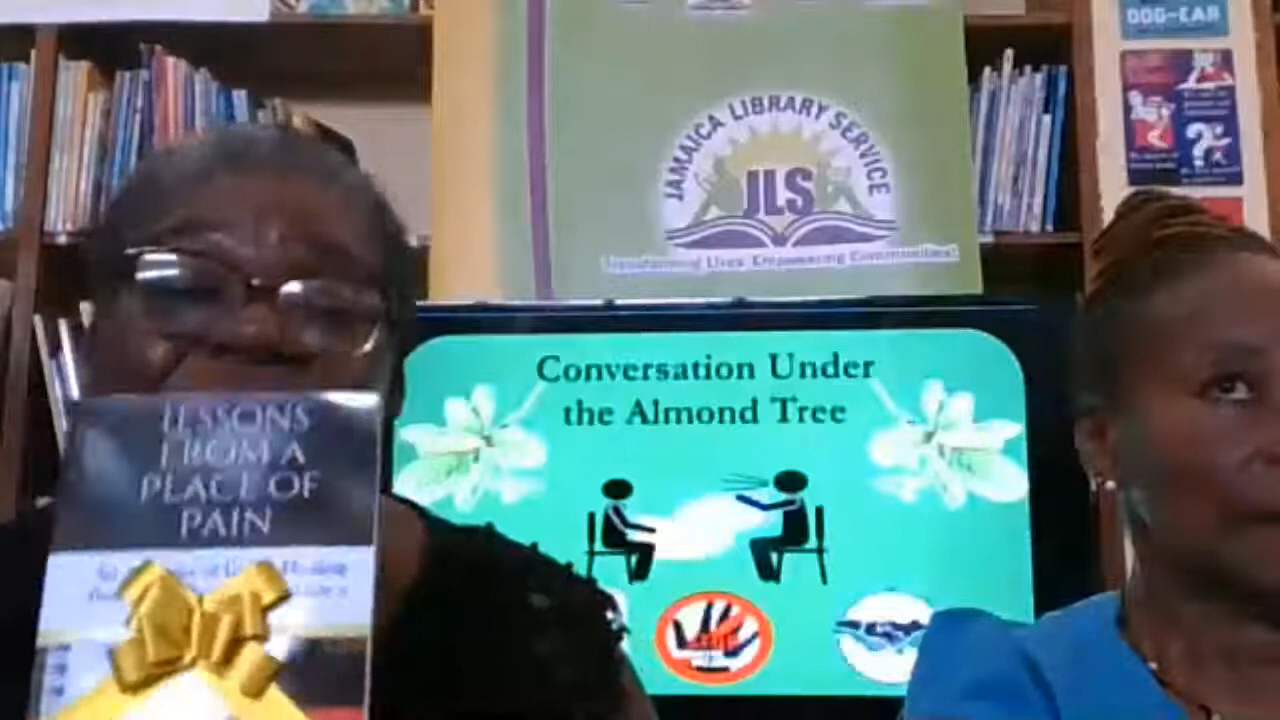 DOG-EAR
JAMAICA LIBRARY SERVICE
JLS
Transforming Lives Empowering Communities!
Conversation Under
the Almond Tree
LESSONS
FROM A
PLACE OF
PAIN